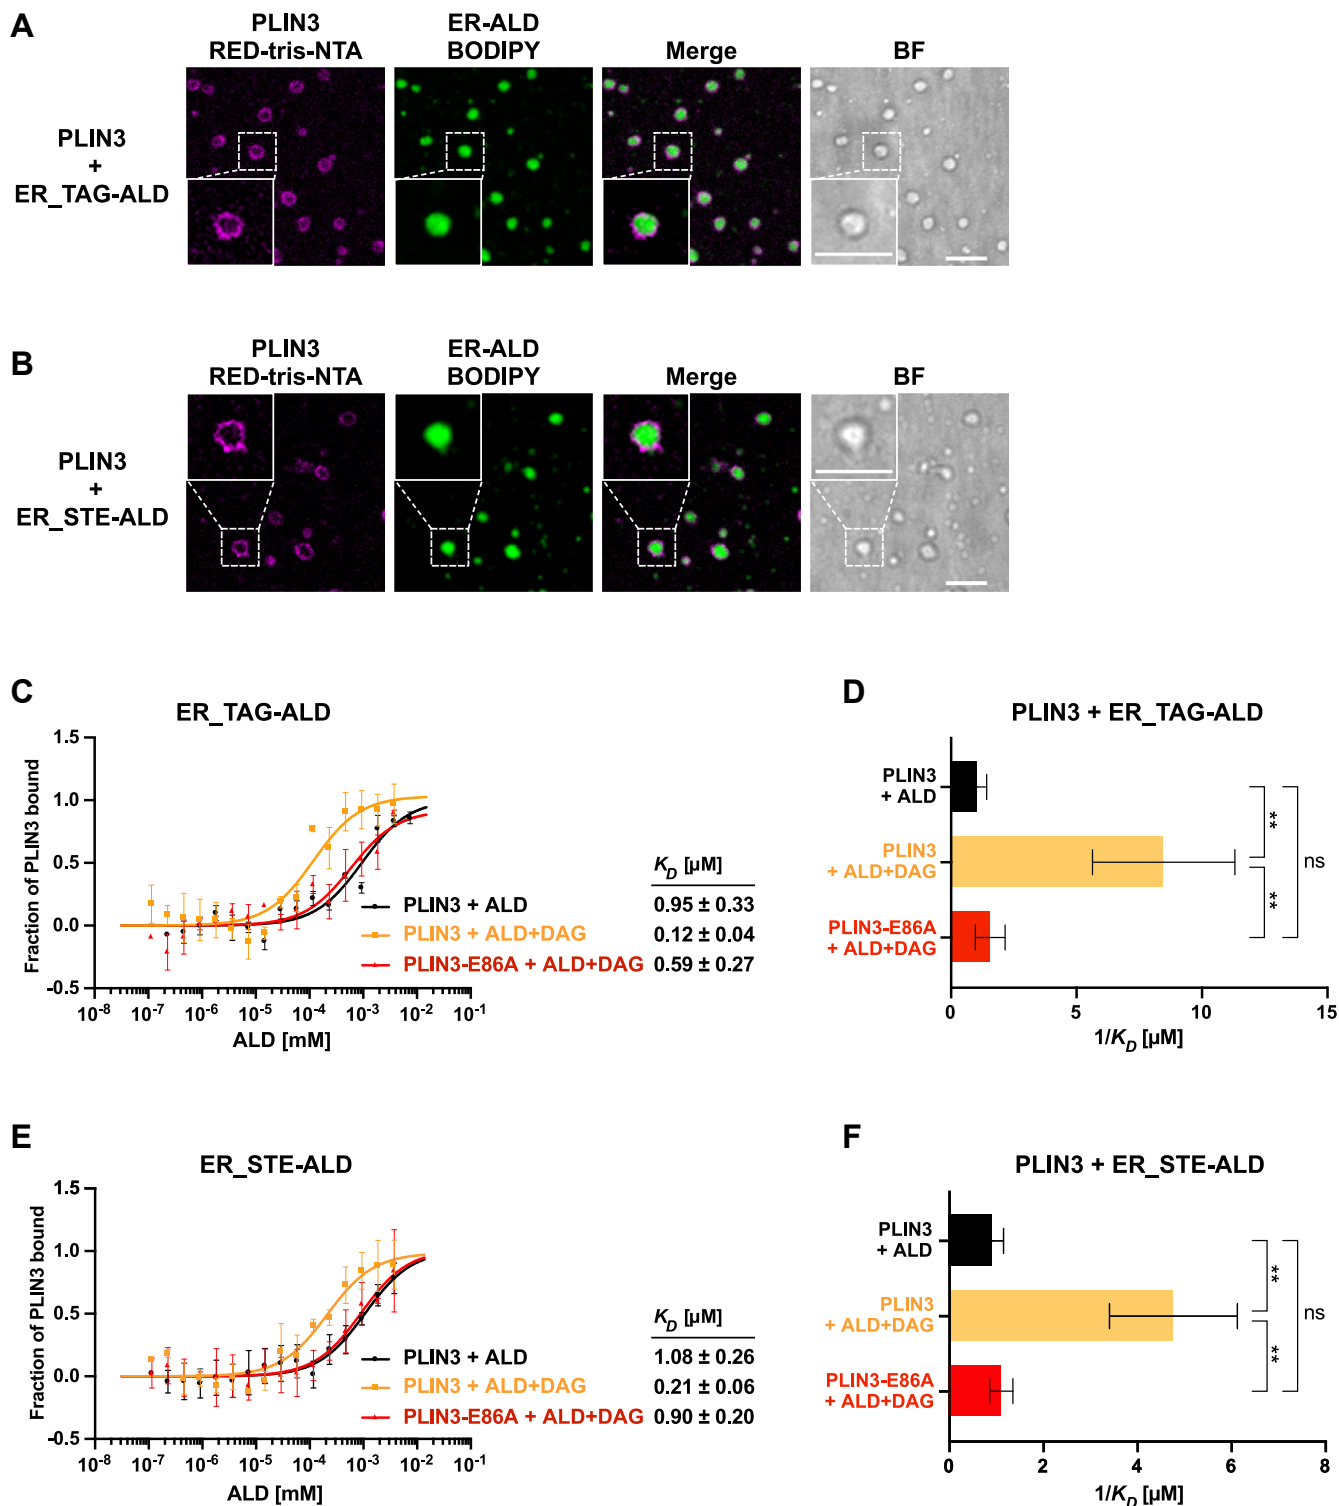 A
PLIN3
RED-tris-NTA
ER-ALD
BODIPY
Merge
BF
PLIN3
+
ER_TAG-ALD
B
PLIN3
RED-tris-NTA
ER-ALD
BODIPY
Merge
BF
PLIN3
+
ER_STE-ALD
C
ER_TAG-ALD
Fraction of PLIN3 bound
1.5
1.0
0.5
0.0
-0.5
10-8 10-7 10-6 10-5 10-4 10-3 10-2 10-1
ALD [mM]
KD [µM]
PLIN3 + ALD 0.95 ± 0.33
PLIN3 + ALD+DAG 0.12 ± 0.04
PLIN3-E86A + ALD+DAG 0.59 ± 0.27
D
PLIN3 + ER_TAG-ALD
PLIN3
+ ALD
PLIN3
+ ALD+DAG
PLIN3-E86A
+ ALD+DAG
**
**
ns
0 5 10 15
1/KD [µM]
E
ER_STE-ALD
Fraction of PLIN3 bound
1.5
1.0
0.5
0.0
-0.5
10-8 10-7 10-6 10-5 10-4 10-3 10-2 10-1
ALD [mM]
KD [µM]
PLIN3 + ALD 1.08 ± 0.26
PLIN3 + ALD+DAG 0.21 ± 0.06
PLIN3-E86A + ALD+DAG 0.90 ± 0.20
F
PLIN3 + ER_STE-ALD
PLIN3
+ ALD
PLIN3
+ ALD+DAG
PLIN3-E86A
+ ALD+DAG
**
**
ns
0 2 4 6 8
1/KD [µM]